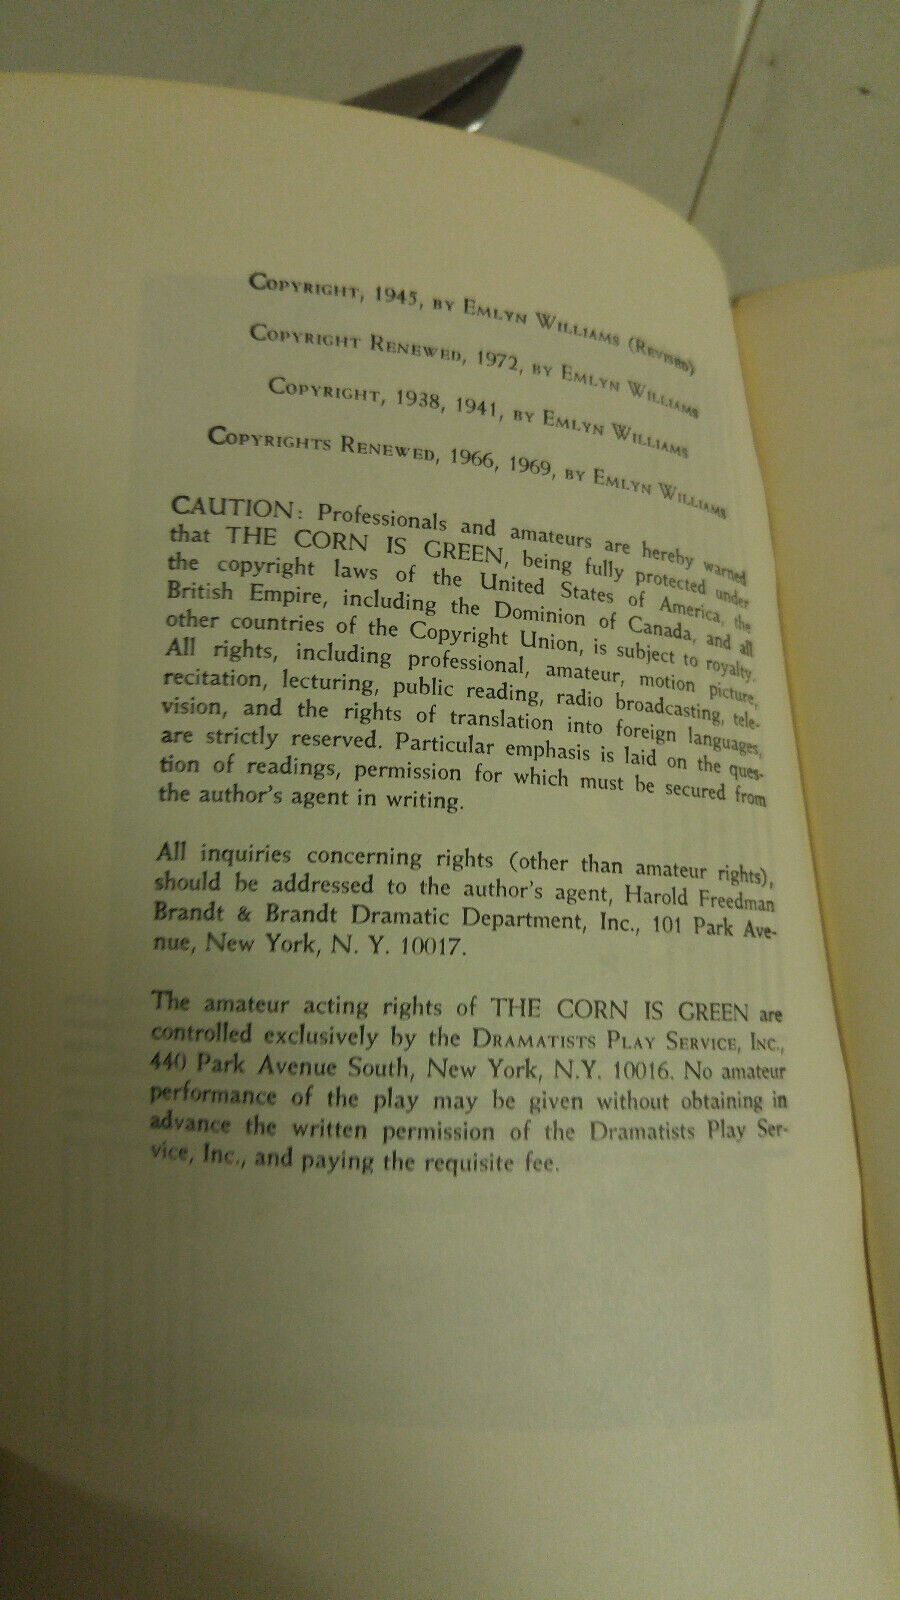 COPYRIGHT, 1945, BY EMLYN WILLIAMS (REVISED)
COPYRIGHT RENEWED, 1972, BY EMLYN WILLIAMS
COPYRIGHT, 1938, 1941, BY EMLYN WILLIAMS
COPYRIGHTS RENEWED, 1966, 1969, BY EMLYN WILLIAMS
CAUTION: Professionals and amateurs are hereby warned
that THE CORN IS GREEN, being fully protected under
the copyright laws of the United States of America, the
British Empire, including the Dominion of Canada, and all
other countries of the Copyright Union, is subject to royalty.
All rights, including professional, amateur, motion picture,
recitation, lecturing, public reading, radio broadcasting, tele-
vision, and the rights of translation into foreign languages,
are strictly reserved. Particular emphasis is laid on the ques-
tion of readings, permission for which must be secured from
the author's agent in writing.
All inquiries concerning rights (other than amateur rights),
should be addressed to the author's agent, Harold Freedman
Brandt & Brandt Dramatic Department, Inc., 101 Park Ave-
nue, New York, N. Y. 10017.
The amateur acting rights of THE CORN IS GREEN are
controlled exclusively by the DRAMATISTS PLAY SERVICE, INC.,
440 Park Avenue South, New York, N.Y. 10016. No amateur
performance of the play may be given without obtaining in
advance the written permission of the Dramatists Play Ser-
vice, Inc., and paying the requisite fee.